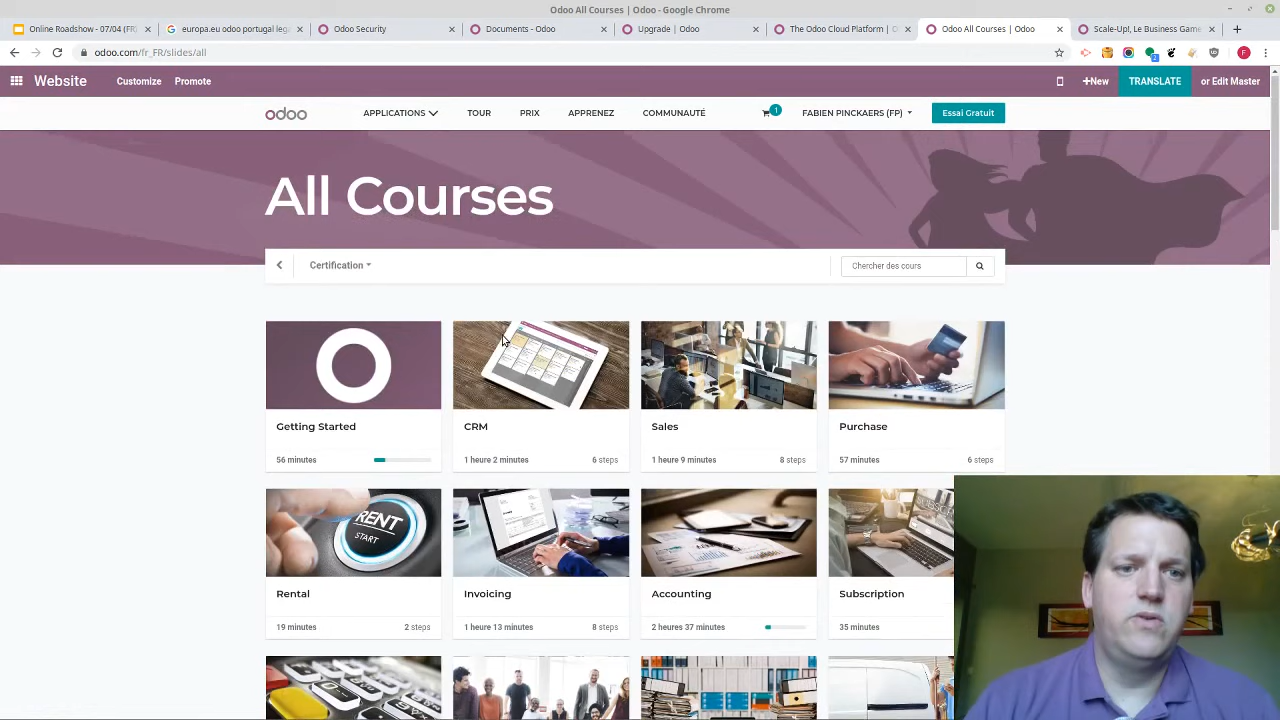 Odoo All Courses | Odoo - Google Chrome
Online Roadshow - 07/04 (FR)
europa.eu odoo portugal leg
Odoo Security
Documents - Odoo
Upgrade | Odoo
The Odoo Cloud Platform | O
Odoo All Courses | Odoo
Scale-Up!, Le Business Game
odoo.com/fr_FR/slides/all
Website
Customize
Promote
+New
TRANSLATE
or Edit Master
odoo
APPLICATIONS
TOUR
PRIX
APPRENEZ
COMMUNAUTÉ
1
FABIEN PINCKAERS (FP)
Essai Gratuit
All Courses
Certification
Chercher des cours
Getting Started
CRM
Sales
Purchase
56 minutes
1 heure 2 minutes
6 steps
1 heure 9 minutes
8 steps
57 minutes
6 steps
RENT
START
SUBSC
Rental
Invoicing
Accounting
Subscription
19 minutes
2 steps
1 heure 13 minutes
8 steps
2 heures 37 minutes
35 minutes